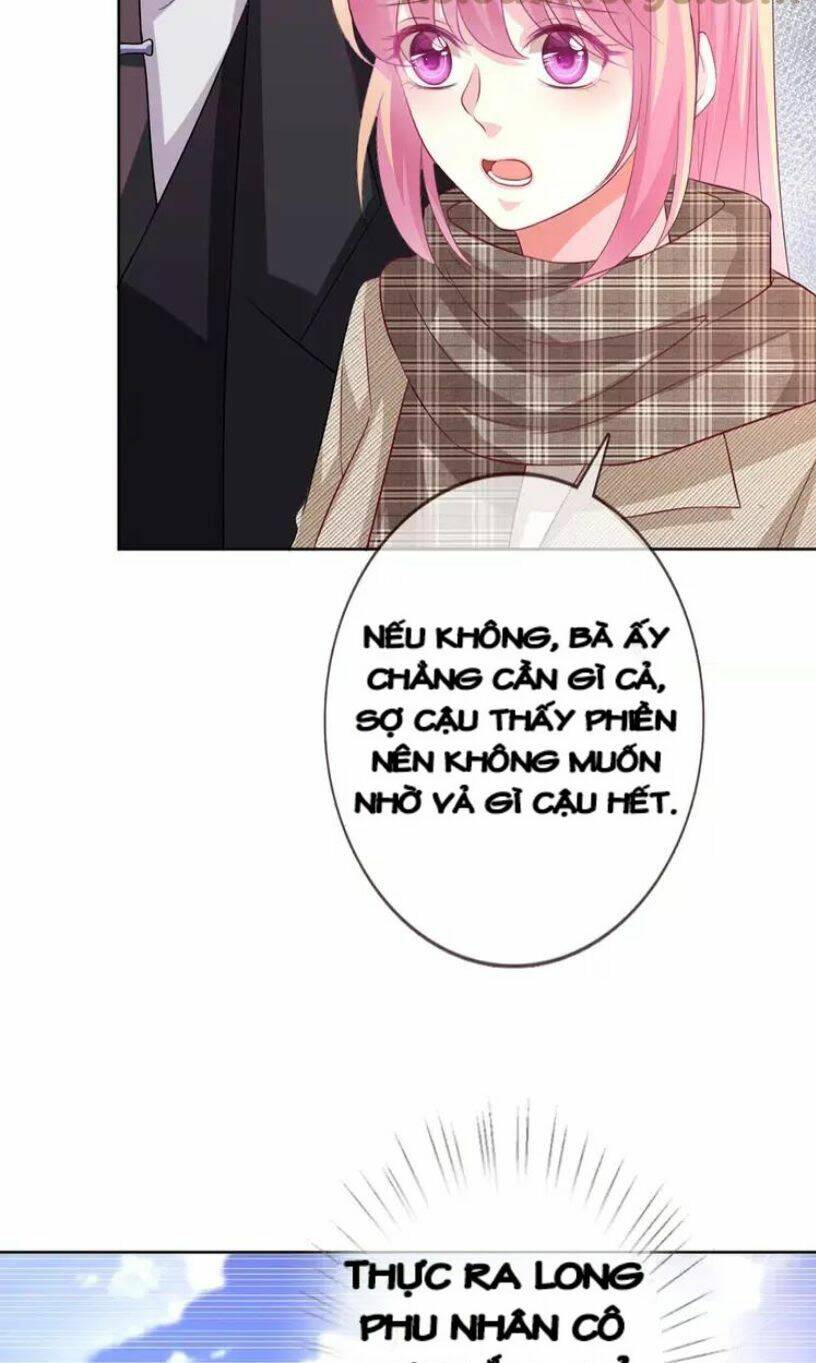 NẾU KHÔNG, BÀ ẤY
CHẲNG CẦN GÌ CẢ,
SỢ CẬU THẤY PHIỀN
NÊN KHÔNG MUỐN
NHỜ VẢ GÌ CẬU HẾT.
THỰC RA LONG
PHU NHÂN CÔ